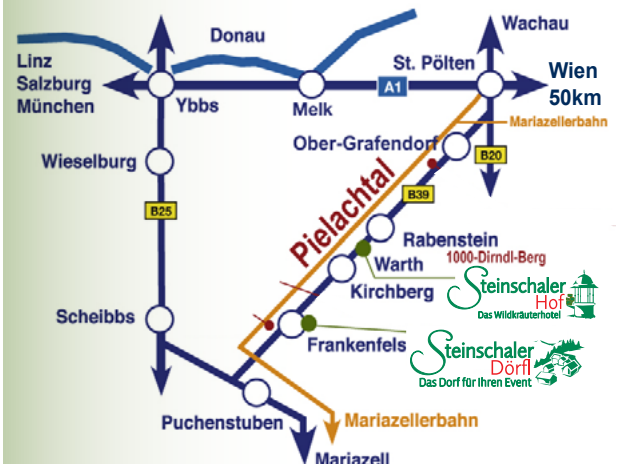 Wachau
Donau
Linz
Salzburg
München
St. Pölten
Wien
50km
A1
Ybbs
Melk
Mariazellerbahn
Ober-Grafendorf
B20
Wieselburg
Pielachtal
B39
B25
Rabenstein
1000-Dirndl-Berg
Warth
Kirchberg
Steinschaler
Hof
Das Wildkräuterhotel
Scheibbs
Frankenfels
Steinschaler
Dörfl
Das Dorf für Ihren Event
Puchenstuben
Mariazellerbahn
Mariazell